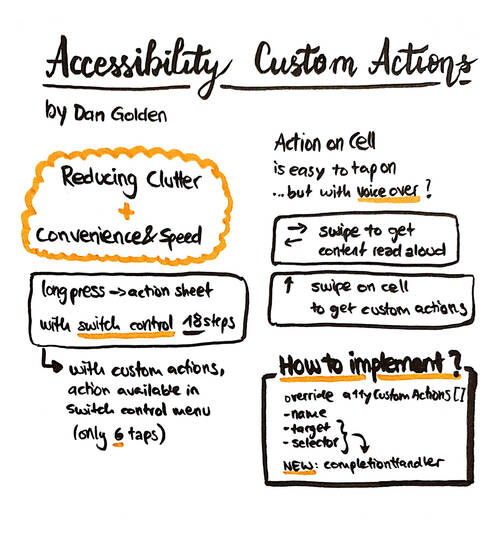 Accessibility Custom Actions
by Dan Golden
Reducing Clutter
+
Convenience & Speed
long press → action sheet
with switch control 18 steps
↳ with custom actions,
action available in
switch control menu
(only 6 taps)
Action on Cell
is easy to tap on
...but with voice over?
→ swipe to get
← content read aloud
↑ swipe on cell
to get custom actions
How to implement?
override a11y Custom Actions []
- name
- target
- selector
NEW: completionHandler